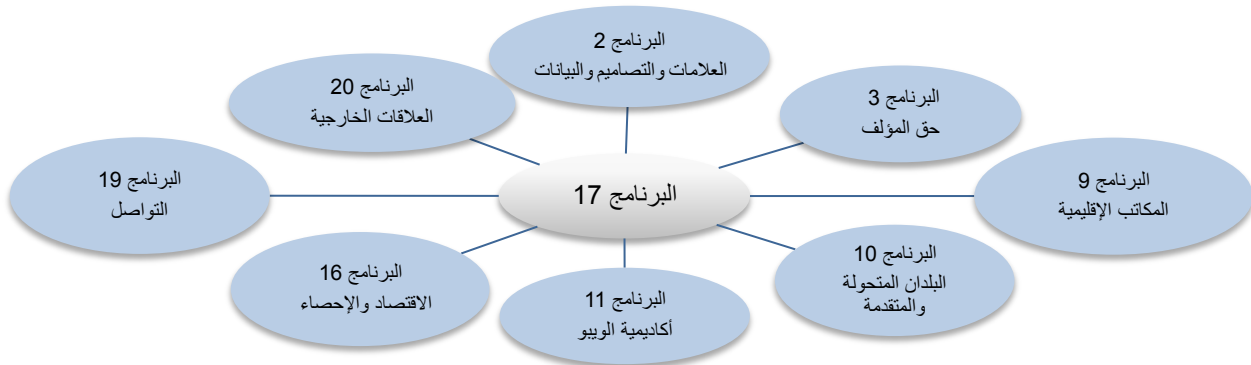 البرنامج 2
العلامات والتصاميم والبيانات
البرنامج 20
العلاقات الخارجية
البرنامج 3
حق المؤلف
البرنامج 19
التواصل
البرنامج 17
البرنامج 9
المكاتب الإقليمية
البرنامج 16
الاقتصاد والإحصاء
البرنامج 11
أكاديمية الويبو
البرنامج 10
البلدان المتحولة
والمتقدمة